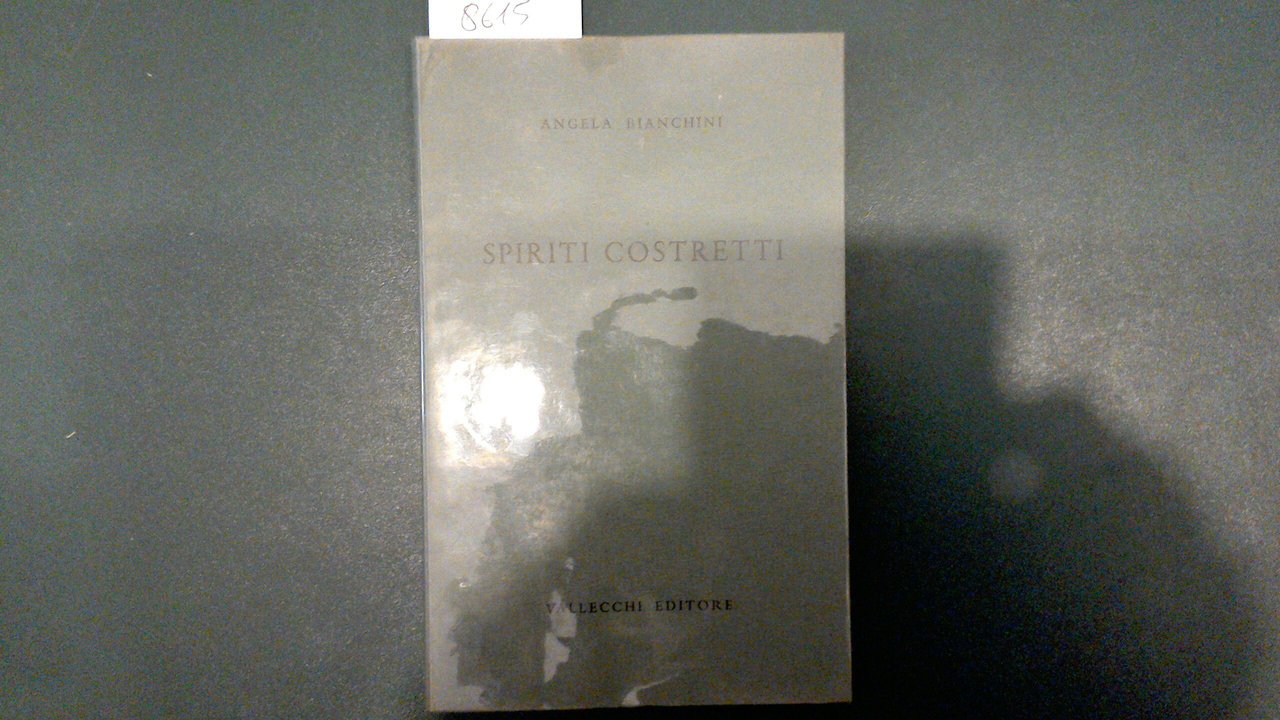 8615
ANGELA BIANCHINI
SPIRITI COSTRETTI
VALLECCHI EDITORE